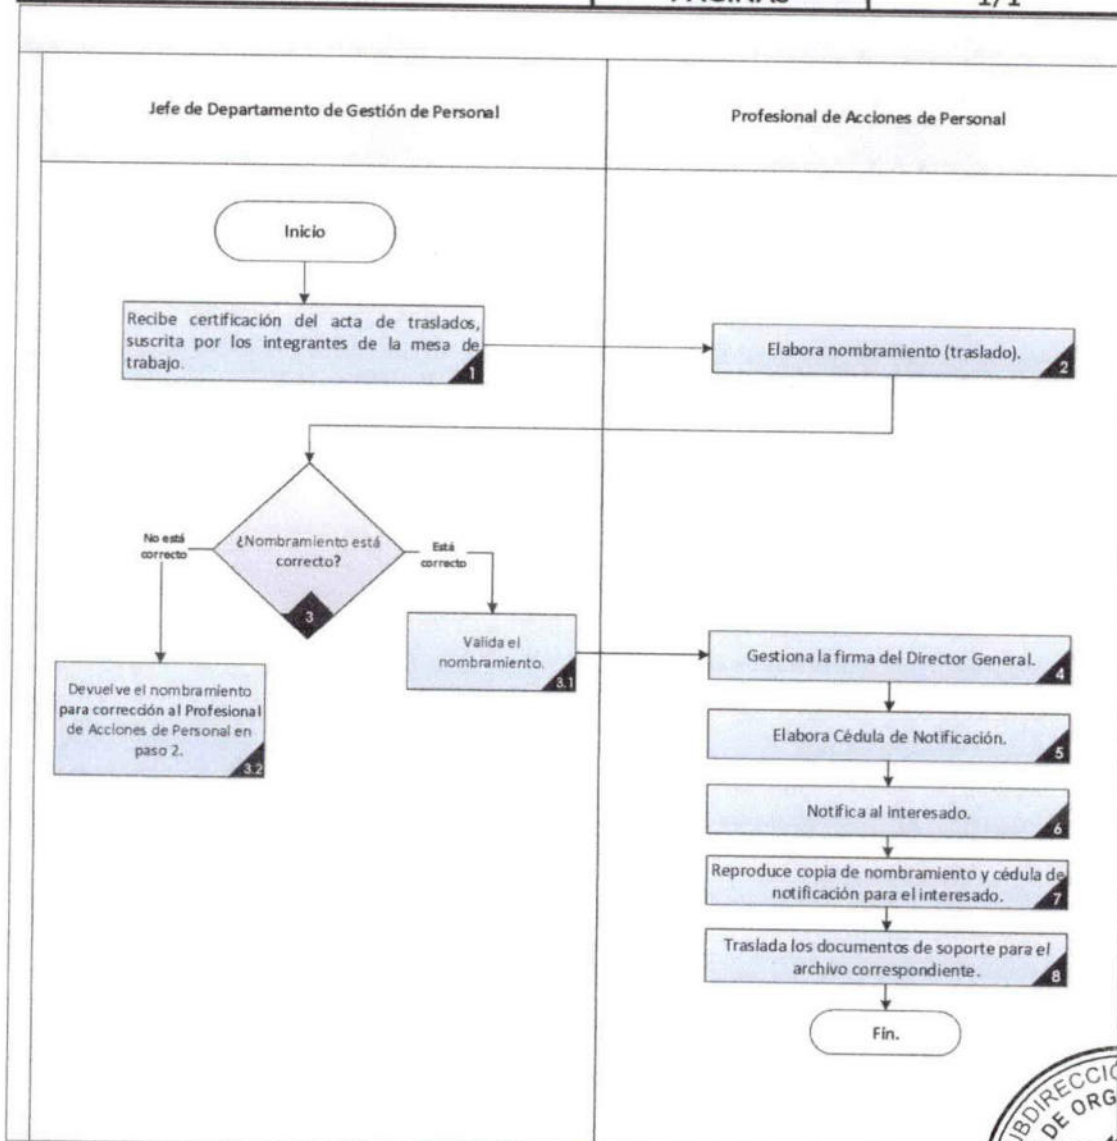 PÁGINAS 1/1
Jefe de Departamento de Gestión de Personal
Profesional de Acciones de Personal
Inicio
Recibe certificación del acta de traslados,
suscrita por los integrantes de la mesa de
trabajo.
1
Elabora nombramiento (traslado).
2
¿Nombramiento está
correcto?
3
No está
correcto
Está
correcto
Valida el
nombramiento.
3.1
Devuelve el nombramiento
para corrección al Profesional
de Acciones de Personal en
paso 2.
3.2
Gestiona la firma del Director General.
4
Elabora Cédula de Notificación.
5
Notifica al interesado.
6
Reproduce copia de nombramiento y cédula de
notificación para el interesado.
7
Traslada los documentos de soporte para el
archivo correspondiente.
8
Fin.
DE